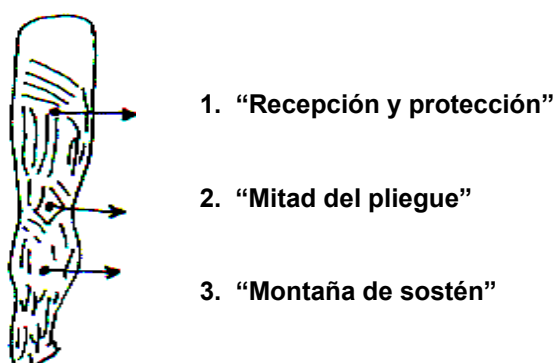 1. “Recepción y protección”
2. “Mitad del pliegue”
3. “Montaña de sostén”